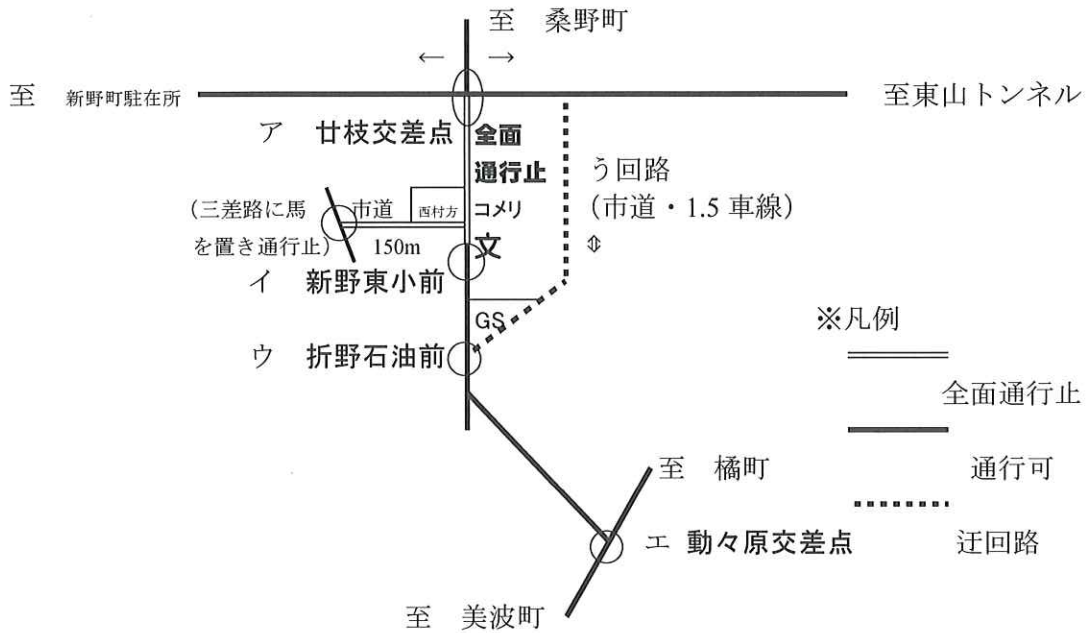 至 桑野町
← →
至 新野町駐在所
至東山トンネル
ア 廿枝交差点
全面
通行止
う回路
(市道・1.5 車線)
⇕
(三差路に馬
を置き通行止)
市道
西村方
コメリ
150m
文
イ 新野東小前
GS
ウ 折野石油前
※凡例
全面通行止
通行可
迂回路
至 橘町
エ 動々原交差点
至 美波町